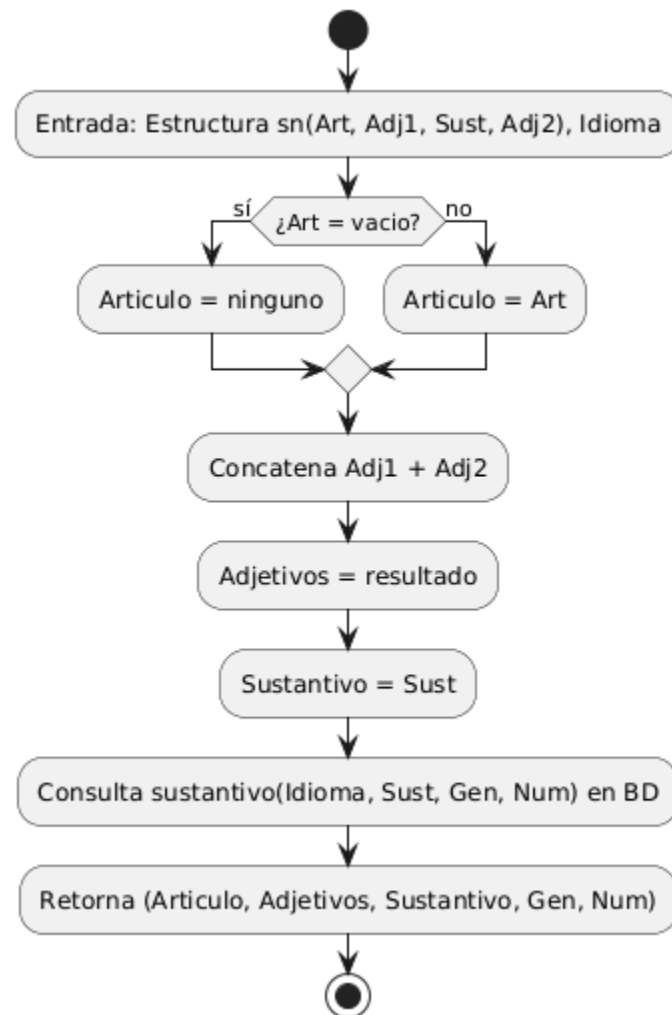 Entrada: Estructura sn(Art, Adj1, Sust, Adj2), Idioma
sí
¿Art = vacio?
no
Articulo = ninguno
Articulo = Art
Concatena Adj1 + Adj2
Adjetivos = resultado
Sustantivo = Sust
Consulta sustantivo(Idioma, Sust, Gen, Num) en BD
Retorna (Articulo, Adjetivos, Sustantivo, Gen, Num)